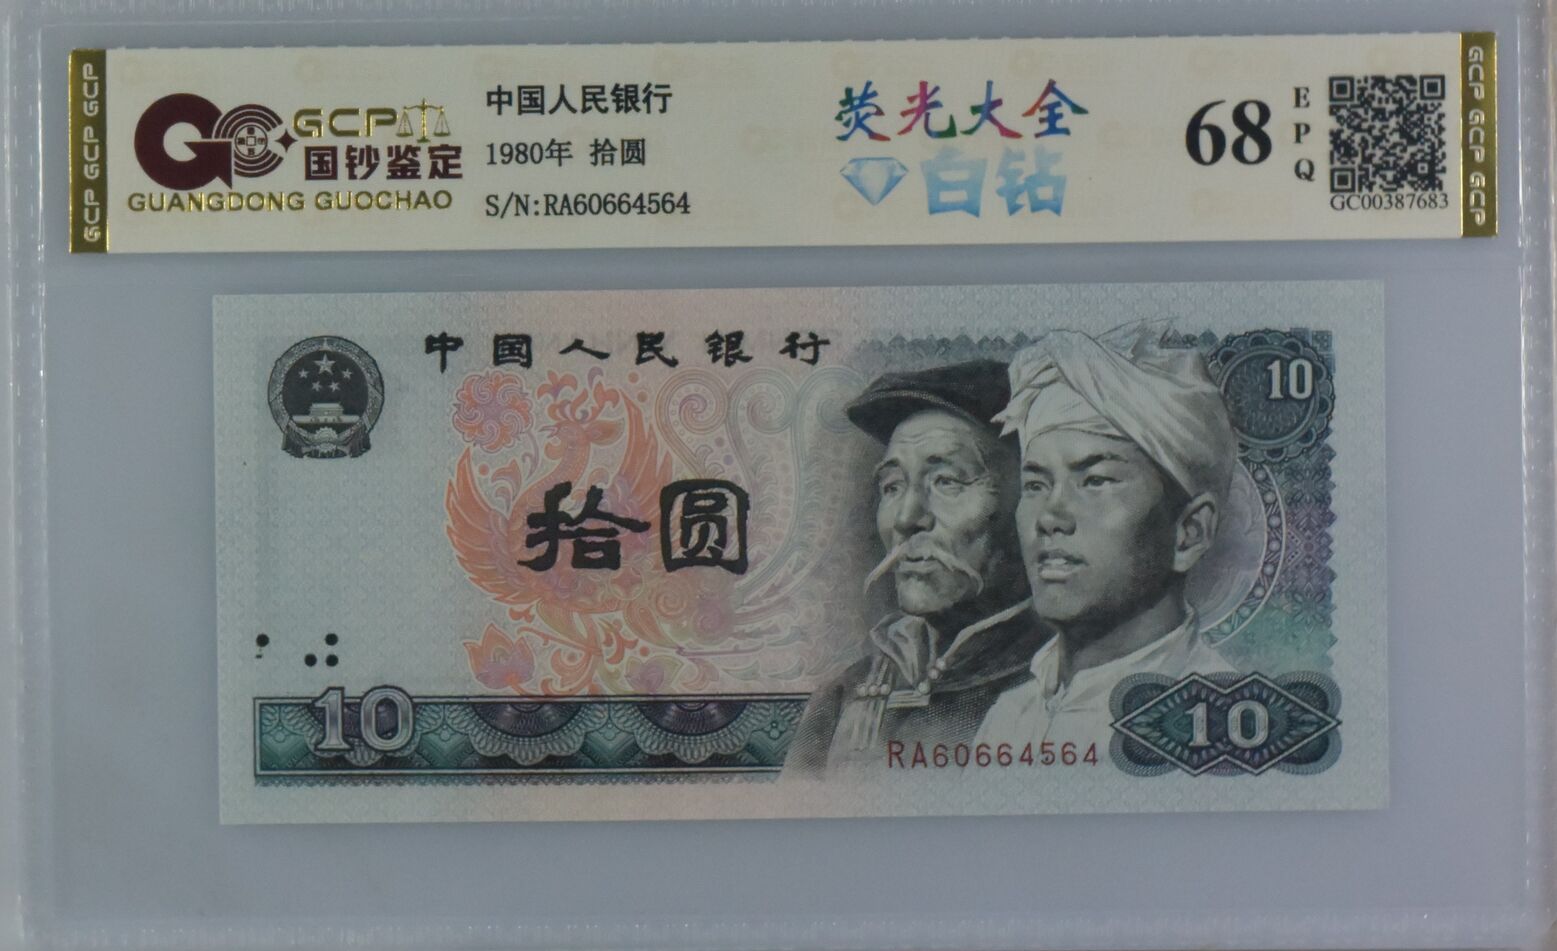 GCP GCP GCP
GCP
国钞鉴定
GUANGDONG GUOCHAO
中国人民银行
1980年 拾圆
S/N:RA60664564
荧光大全
白钻
68
EPQ
GC00387683
GCP GCP GCP
中国人民银行
10
拾圆
10
RA60664564
10